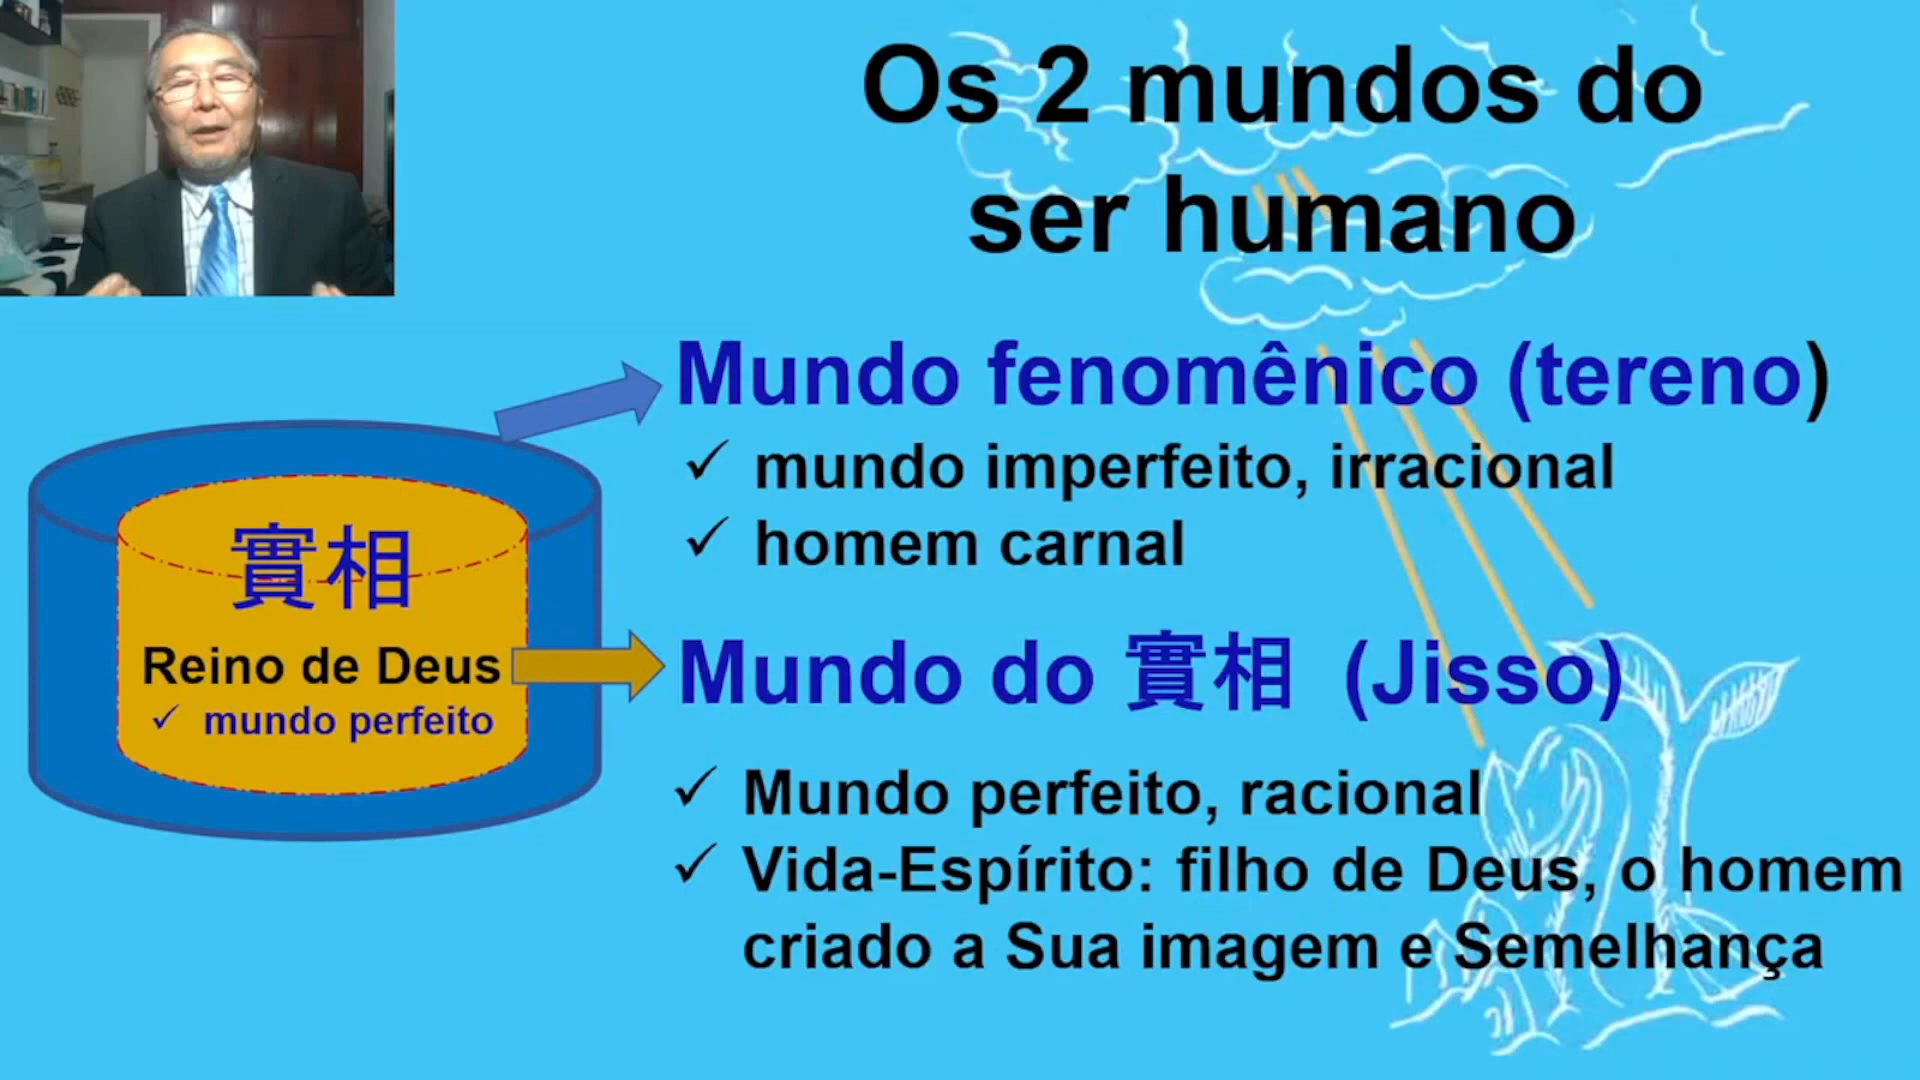 Os 2 mundos do
ser humano
Mundo fenomênico (tereno)
✓ mundo imperfeito, irracional
✓ homem carnal
實相
Reino de Deus
✓ mundo perfeito
Mundo do 實相 (Jisso)
✓ Mundo perfeito, racional
✓ Vida-Espírito: filho de Deus, o homem
criado a Sua imagem e Semelhança